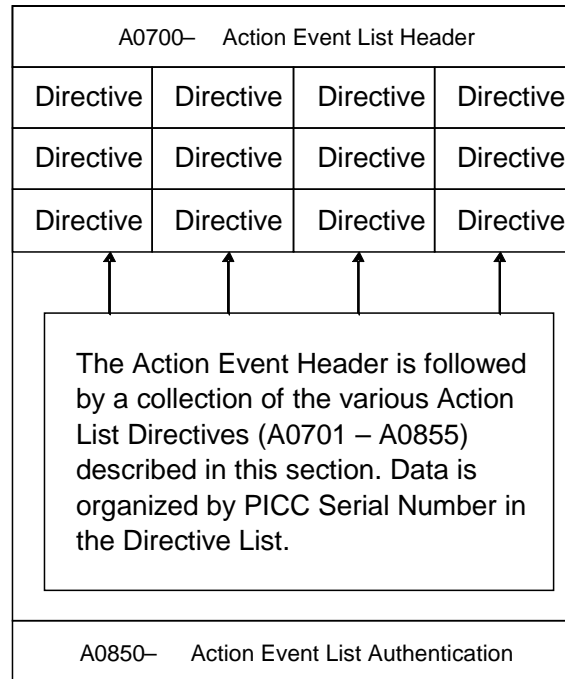 A0700– Action Event List Header
Directive Directive Directive Directive
Directive Directive Directive Directive
Directive Directive Directive Directive
The Action Event Header is followed
by a collection of the various Action
List Directives (A0701 – A0855)
described in this section. Data is
organized by PICC Serial Number in
the Directive List.
A0850– Action Event List Authentication